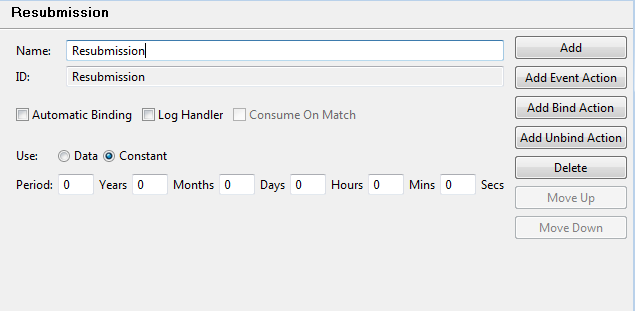 Resubmission
Name: Resubmission
Add
ID: Resubmission
Add Event Action
Automatic Binding Log Handler Consume On Match
Add Bind Action
Add Unbind Action
Use: Data Constant
Delete
Period: 0 Years 0 Months 0 Days 0 Hours 0 Mins 0 Secs
Move Up
Move Down